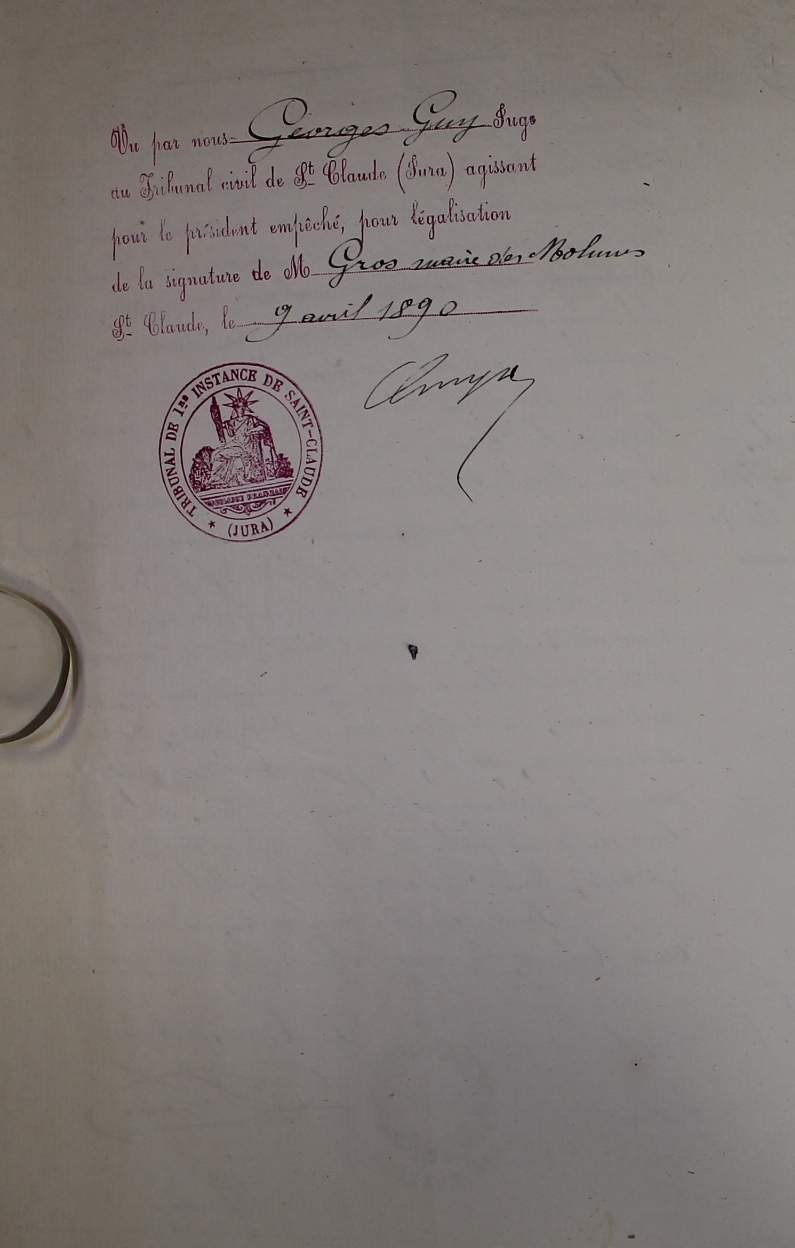 Vu par nous Georges Guy Juge
au Tribunal civil de St Claude (Jura) agissant
pour le président empêché, pour légalisation
de la signature de M Gros maire des Molunes
St Claude, le 9 avril 1890
TRIBUNAL DE 1RE INSTANCE DE SAINT-CLAUDE
(JURA)